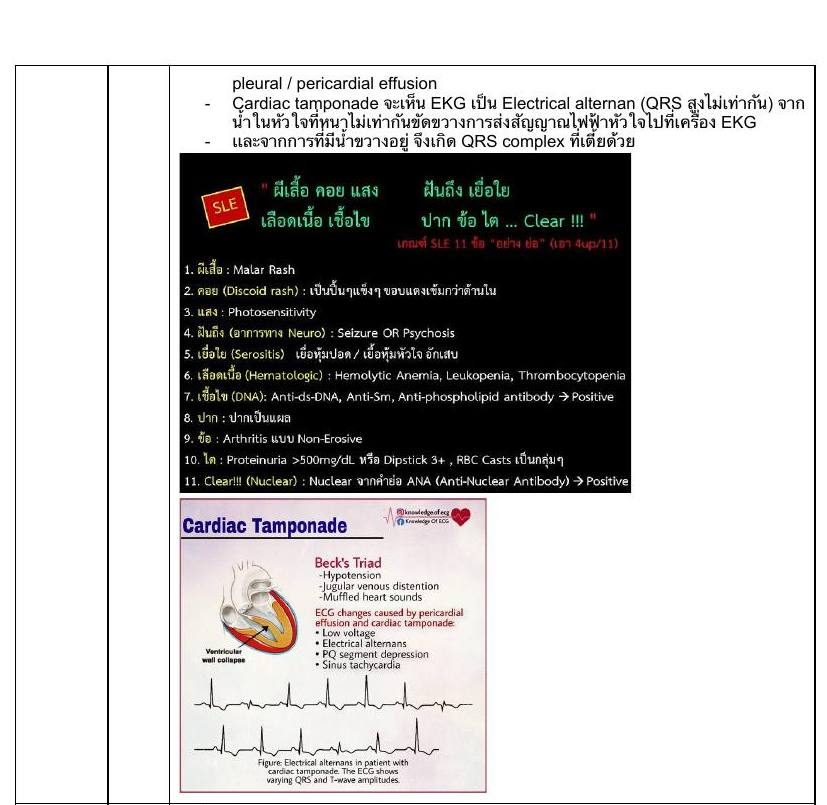 pleural / pericardial effusion
- Cardiac tamponade จะเห็น EKG เป็น Electrical alternan (QRS สูงไม่เท่ากัน) จาก
น้ำในหัวใจที่หนาไม่เท่ากันขัดขวางการส่งสัญญาณไฟฟ้าหัวใจไปที่เครื่อง EKG
- และจากการที่มีน้ำขวางอยู่ จึงเกิด QRS complex ที่เตี้ยด้วย
SLE
" ผีเสื้อ คอย แสง ฝันถึง เยื่อใย
เลือดเนื้อ เชื้อไข ปาก ข้อ ไต ... Clear !!! "
เกณฑ์ SLE 11 ข้อ "อย่าง ย่อ" (เอา 4up/11)
1. ผีเสื้อ : Malar Rash
2. คอย (Discoid rash) : เป็นปื้นๆแข็งๆ ขอบแดงเข้มกว่าด้านใน
3. แสง : Photosensitivity
4. ฝันถึง (อาการทาง Neuro) : Seizure OR Psychosis
5. เยื่อใย (Serositis) เยื่อหุ้มปอด / เยื่อหุ้มหัวใจ อักเสบ
6. เลือดเนื้อ (Hematologic) : Hemolytic Anemia, Leukopenia, Thrombocytopenia
7. เชื้อไข (DNA): Anti-ds-DNA, Anti-Sm, Anti-phospholipid antibody → Positive
8. ปาก : ปากเป็นแผล
9. ข้อ : Arthritis แบบ Non-Erosive
10. ไต : Proteinuria >500mg/dL หรือ Dipstick 3+ , RBC Casts เป็นกลุ่มๆ
11. Clear!!! (Nuclear) : Nuclear จากคำย่อ ANA (Anti-Nuclear Antibody) → Positive
Cardiac Tamponade
@knowledgeofecg
Knowledge Of ECG
Beck's Triad
-Hypotension
-Jugular venous distention
-Muffled heart sounds
ECG changes caused by pericardial
effusion and cardiac tamponade:
• Low voltage
• Electrical alternans
• PQ segment depression
• Sinus tachycardia
Ventricular
wall collapse
Figure: Electrical alternans in patient with
cardiac tamponade. The ECG shows
varying QRS and T-wave amplitudes.